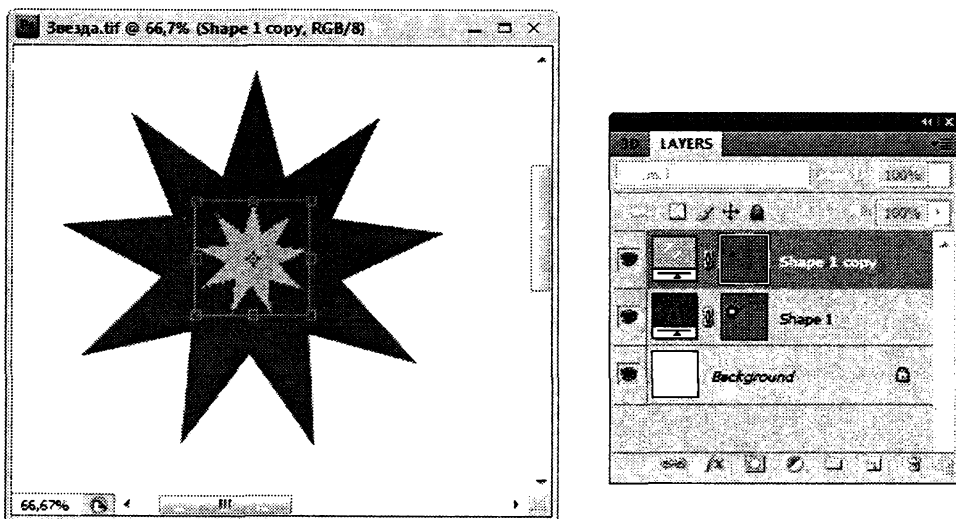 Звезда.tif @ 66,7% (Shape 1 copy, RGB/8)
66,67%
3D LAYERS
100%
100%
Shape 1 copy
Shape 1
Background
fx